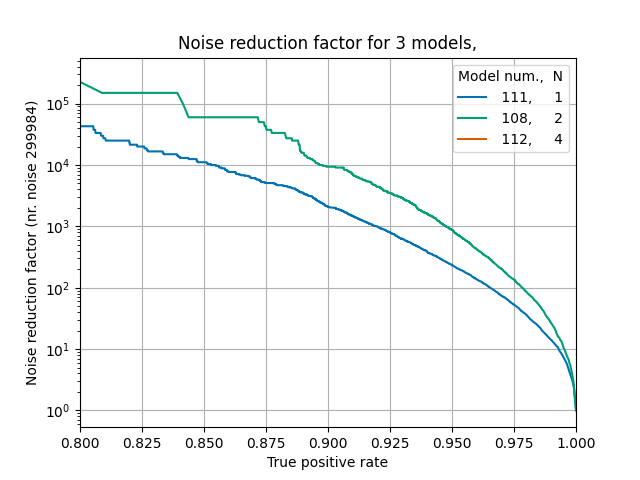 Noise reduction factor for 3 models,
Noise reduction factor (nr. noise 299984)
10^5
10^4
10^3
10^2
10^1
10^0
Model num., N
111, 1
108, 2
112, 4
0.800 0.825 0.850 0.875 0.900 0.925 0.950 0.975 1.000
True positive rate